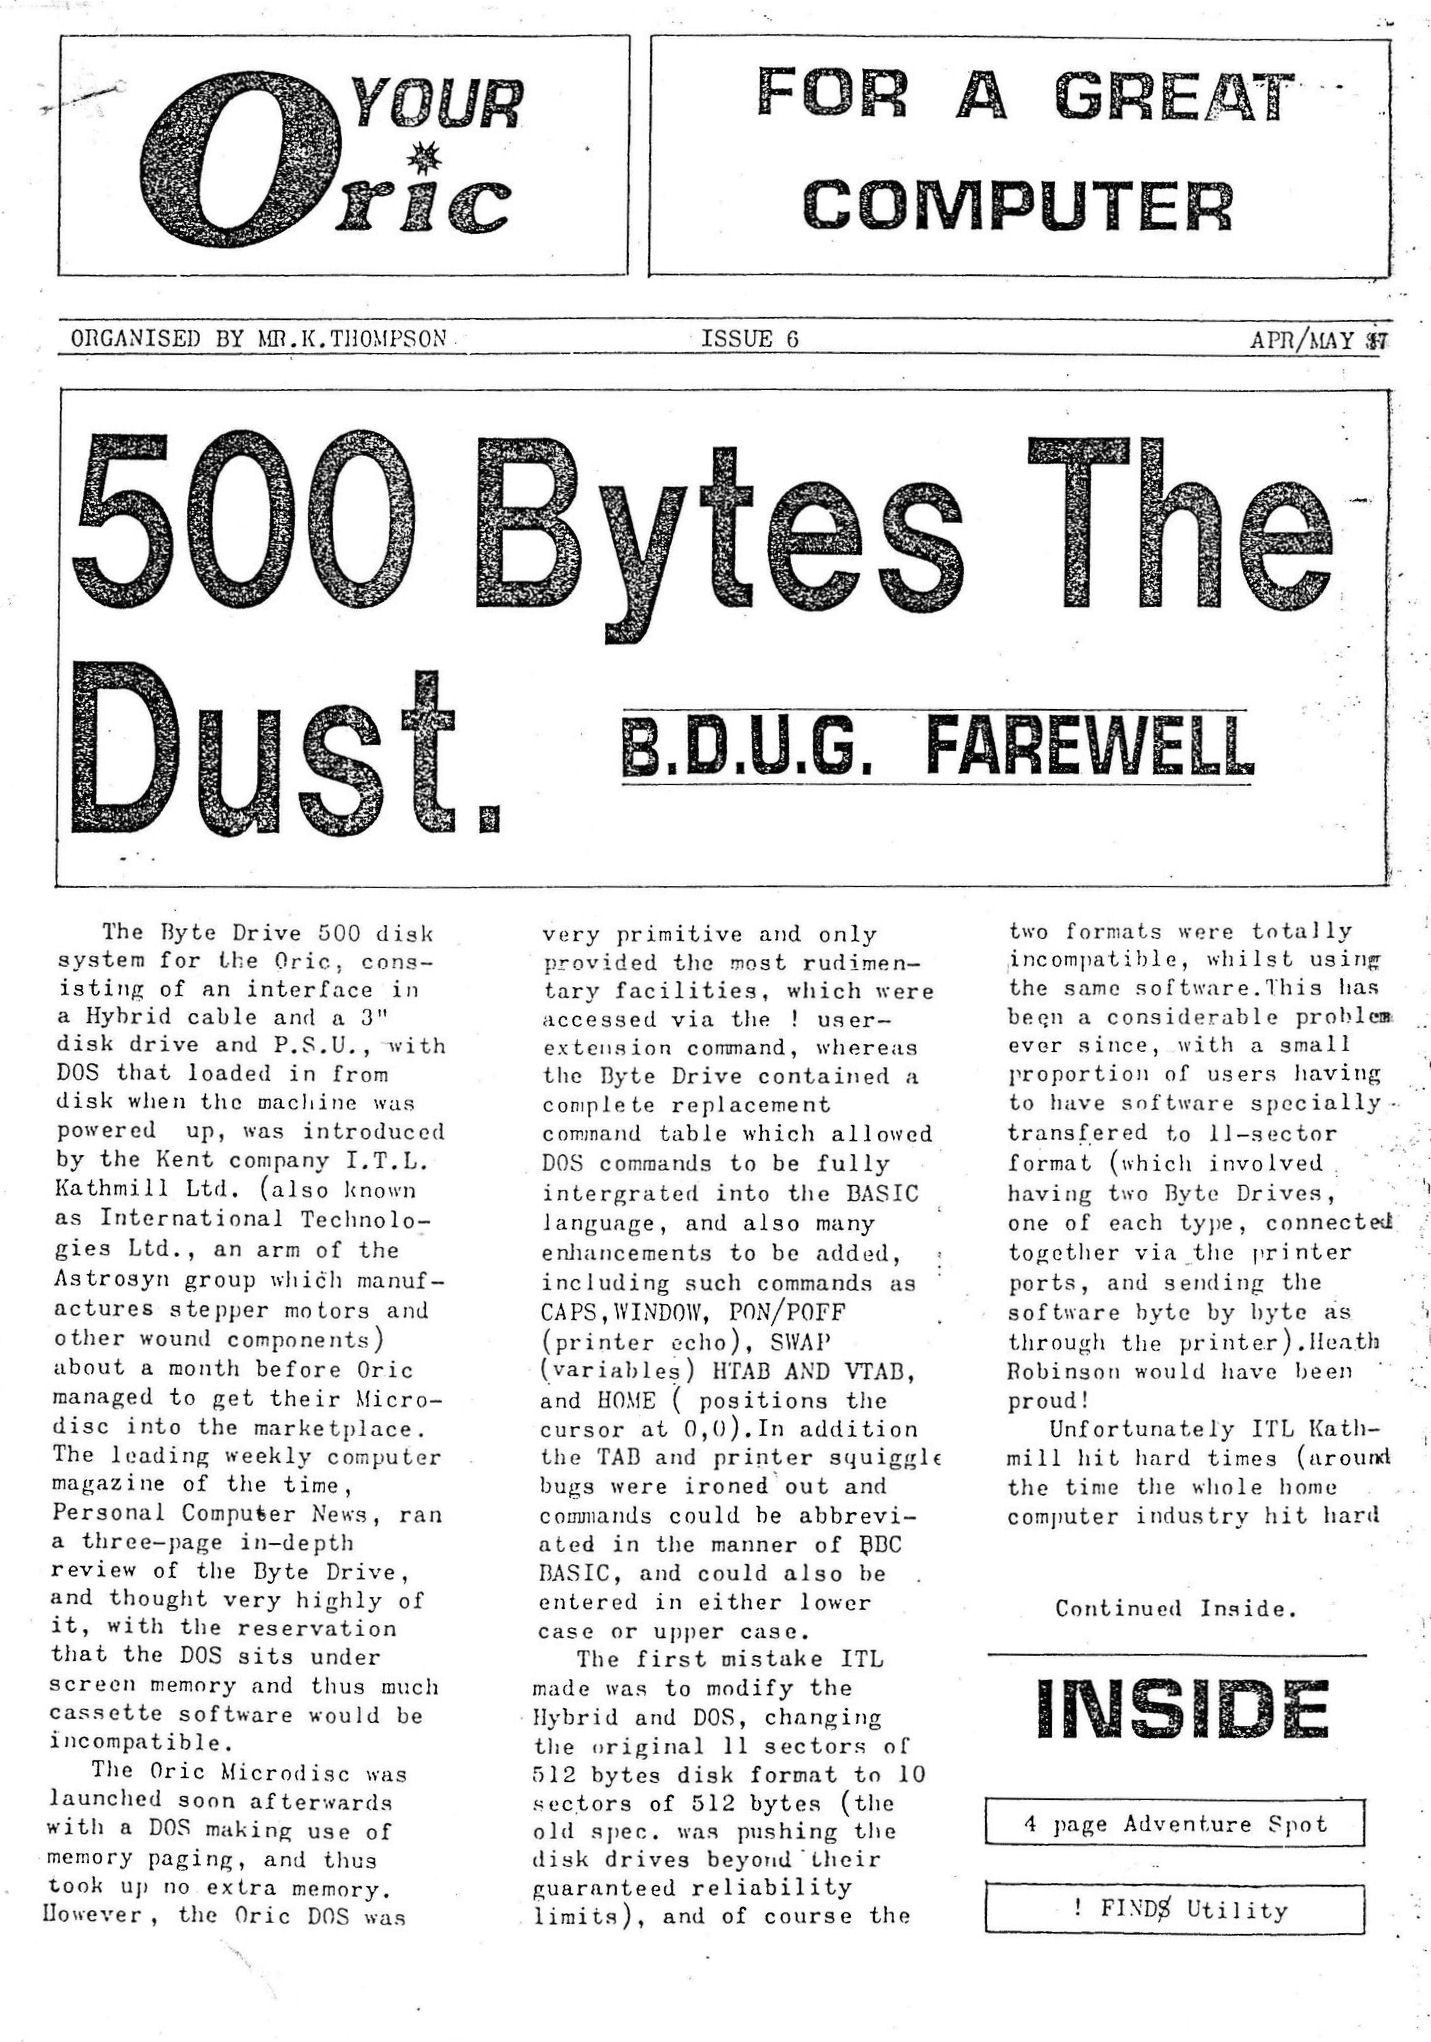 YOUR
Oric
FOR A GREAT
COMPUTER
ORGANISED BY MR.K.THOMPSON
ISSUE 6
APR/MAY 87
500 Bytes The
Dust.
B.D.U.G. FAREWELL
The Byte Drive 500 disk
system for the Oric, cons-
isting of an interface in
a Hybrid cable and a 3"
disk drive and P.S.U., with
DOS that loaded in from
disk when the machine was
powered up, was introduced
by the Kent company I.T.L.
Kathmill Ltd. (also known
as International Technolo-
gies Ltd., an arm of the
Astrosyn group which manuf-
actures stepper motors and
other wound components)
about a month before Oric
managed to get their Micro-
disc into the marketplace.
The leading weekly computer
magazine of the time,
Personal Computer News, ran
a three-page in-depth
review of the Byte Drive,
and thought very highly of
it, with the reservation
that the DOS sits under
screen memory and thus much
cassette software would be
incompatible.
The Oric Microdisc was
launched soon afterwards
with a DOS making use of
memory paging, and thus
took up no extra memory.
However, the Oric DOS was
very primitive and only
provided the most rudimen-
tary facilities, which were
accessed via the ! user-
extension command, whereas
the Byte Drive contained a
complete replacement
command table which allowed
DOS commands to be fully
intergrated into the BASIC
language, and also many
enhancements to be added,
including such commands as
CAPS,WINDOW, PON/POFF
(printer echo), SWAP
(variables) HTAB AND VTAB,
and HOME ( positions the
cursor at 0,0).In addition
the TAB and printer squiggle
bugs were ironed out and
commands could be abbrevi-
ated in the manner of BBC
BASIC, and could also be
entered in either lower
case or upper case.
The first mistake ITL
made was to modify the
Hybrid and DOS, changing
the original 11 sectors of
512 bytes disk format to 10
sectors of 512 bytes (the
old spec. was pushing the
disk drives beyond their
guaranteed reliability
limits), and of course the
two formats were totally
incompatible, whilst using
the same software.This has
been a considerable problem
ever since, with a small
proportion of users having
to have software specially
transfered to 11-sector
format (which involved
having two Byte Drives,
one of each type, connected
together via the printer
ports, and sending the
software byte by byte as
through the printer).Heath
Robinson would have been
proud!
Unfortunately ITL Kath-
mill hit hard times (around
the time the whole home
computer industry hit hard
Continued Inside.
INSIDE
4 page Adventure Spot
! FIND$ Utility